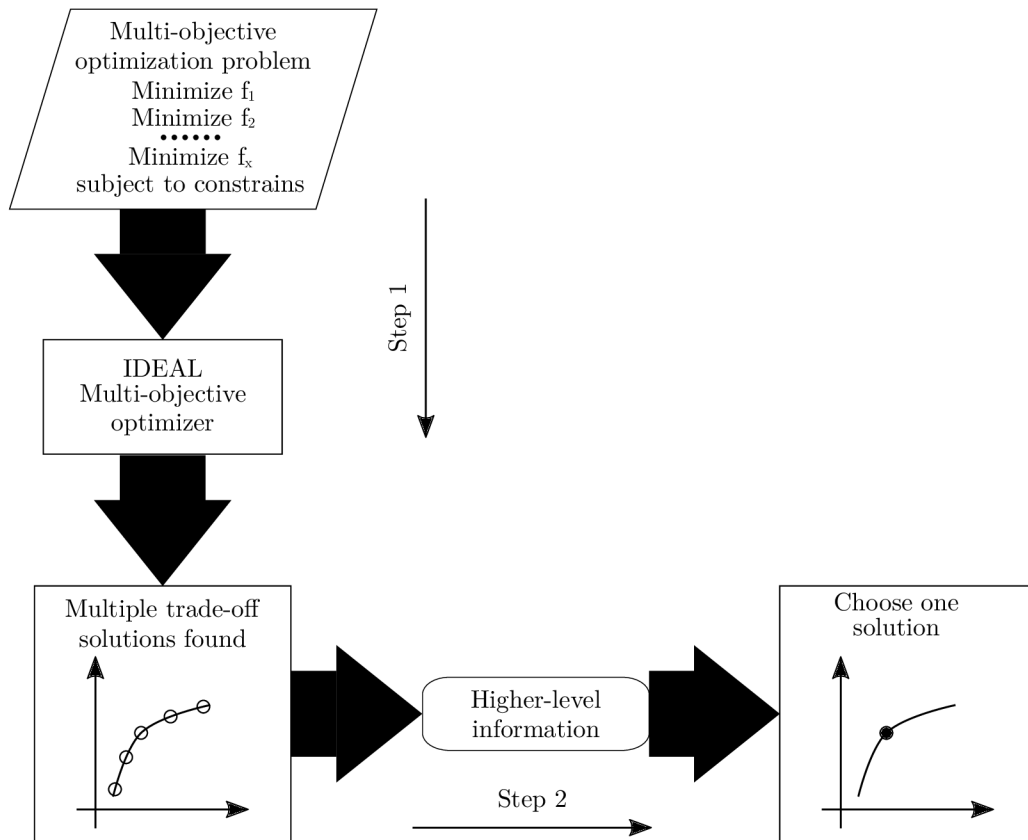 Multi-objective
optimization problem
Minimize f₁
Minimize f₂
••••••
Minimize fₓ
subject to constrains
Step 1
IDEAL
Multi-objective
optimizer
Multiple trade-off
solutions found
Higher-level
information
Step 2
Choose one
solution